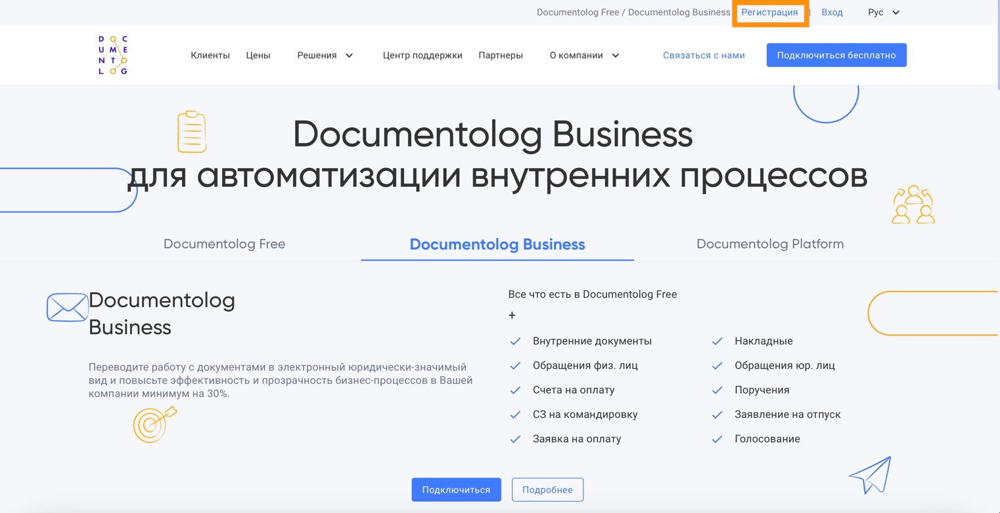 Documentolog Free / Documentolog Business Регистрация | Вход Рус
D O C
U M E
N T O
L O G
Клиенты Цены Решения Центр поддержки Партнеры О компании Связаться с нами Подключиться бесплатно
Documentolog Business
для автоматизации внутренних процессов
Documentolog Free Documentolog Business Documentolog Platform
Documentolog
Business
Переводите работу с документами в электронный юридически-значимый
вид и повысьте эффективность и прозрачность бизнес-процессов в Вашей
компании минимум на 30%.
Все что есть в Documentolog Free
+
Внутренние документы Накладные
Обращения физ. лиц Обращения юр. лиц
Счета на оплату Поручения
СЗ на командировку Заявление на отпуск
Заявка на оплату Голосование
Подключиться Подробнее